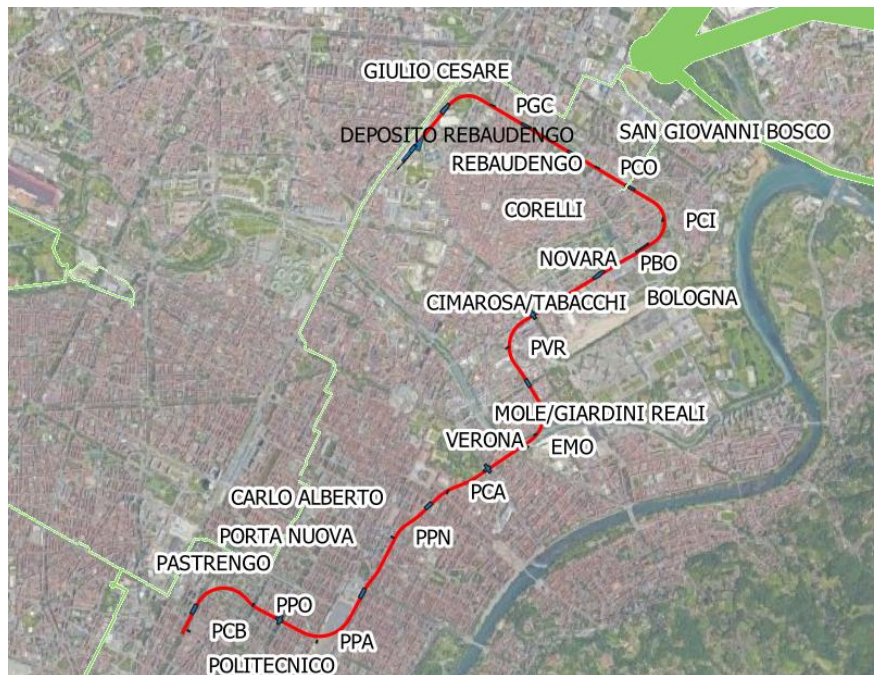 GIULIO CESARE
PGC
DEPOSITO REBAUDENGO
SAN GIOVANNI BOSCO
REBAUDENGO
PCO
CORELLI
PCI
NOVARA
PBO
CIMAROSA/TABACCHI
BOLOGNA
PVR
MOLE/GIARDINI REALI
VERONA
EMO
CARLO ALBERTO
PCA
PORTA NUOVA
PPN
PASTRENGO
PPO
PCB
PPA
POLITECNICO